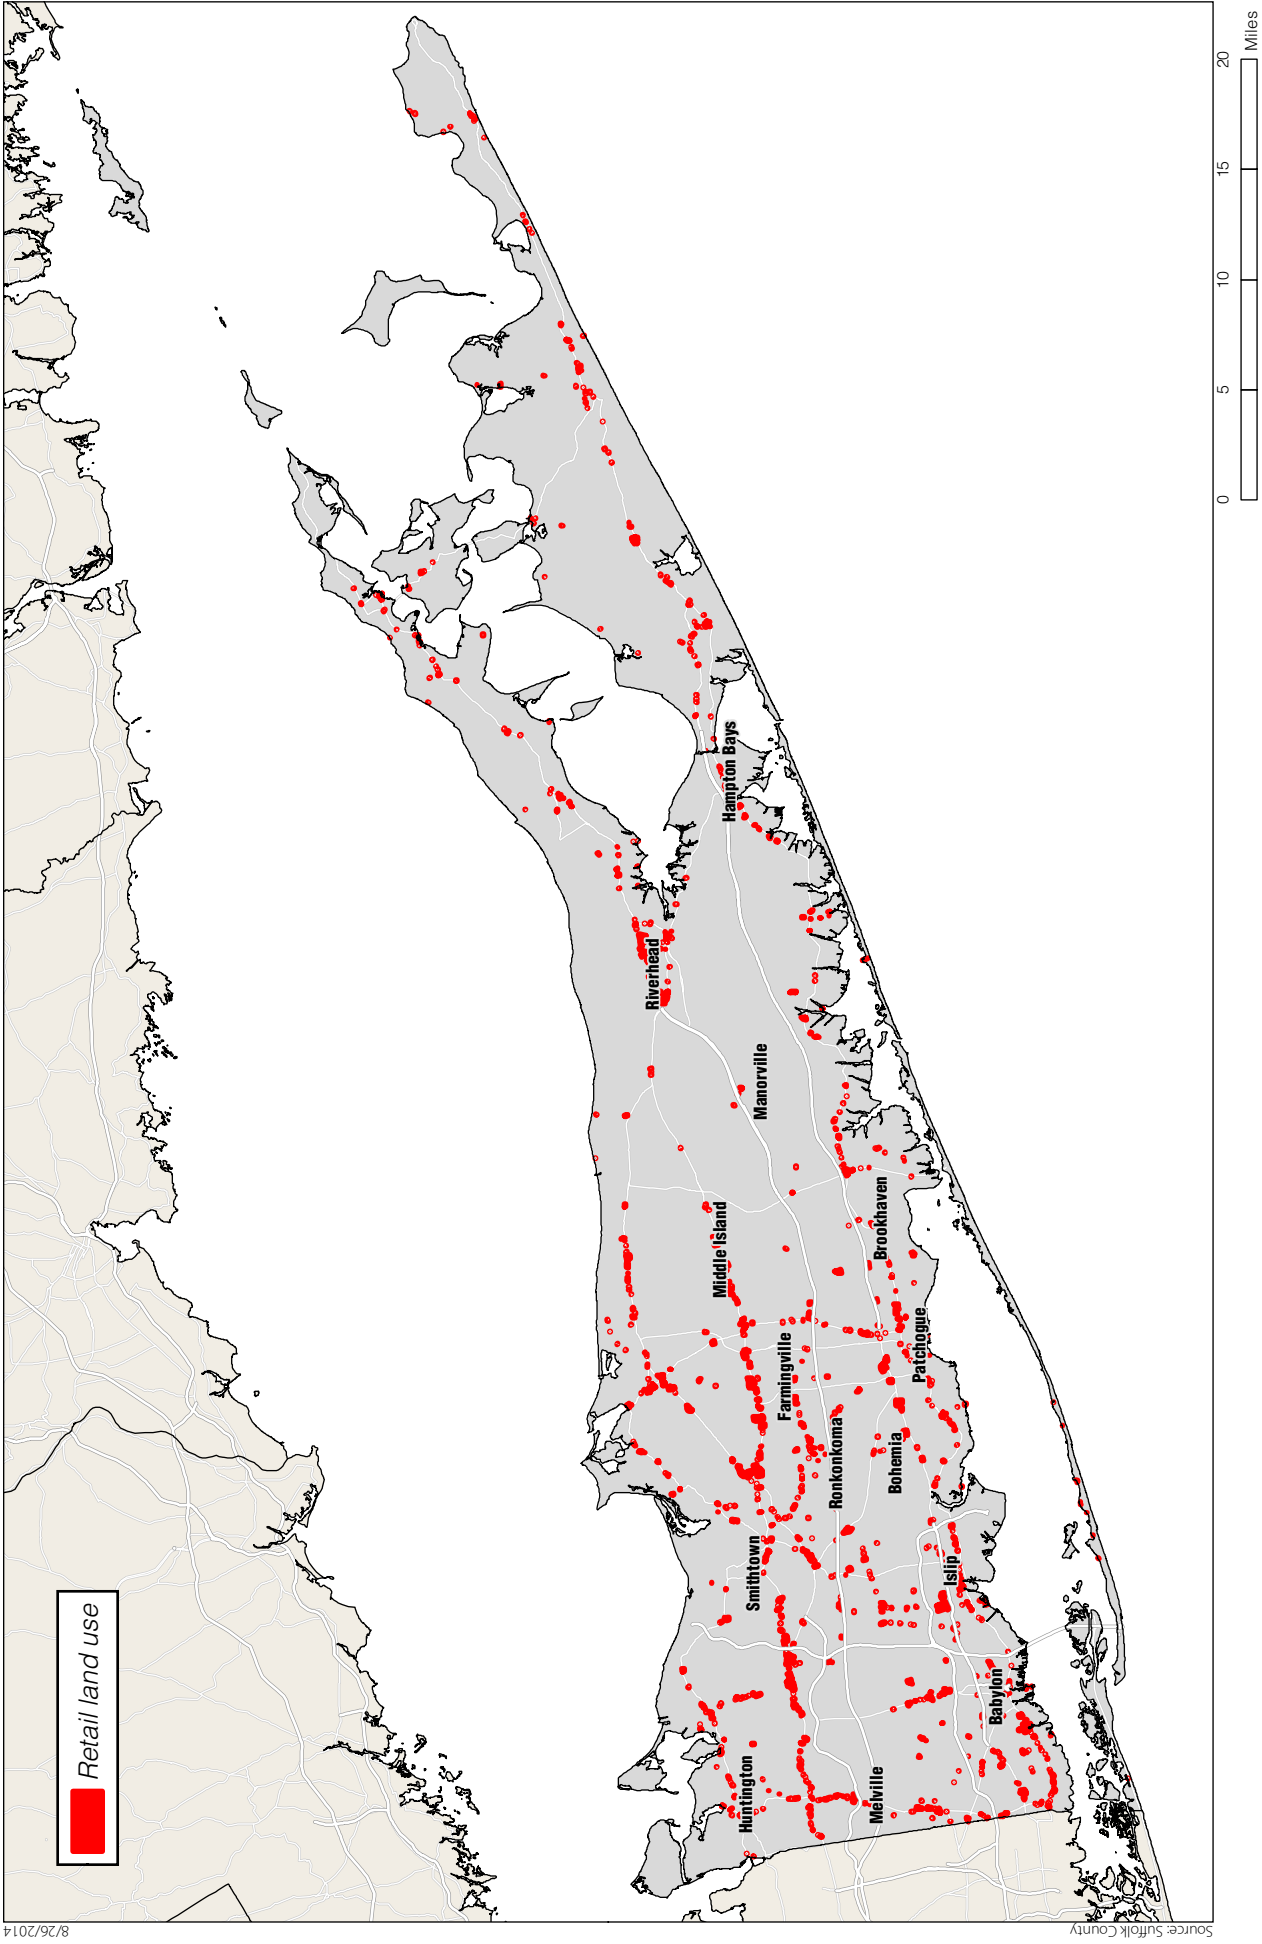 Retail land use
Huntington
Melville
Smithtown
Babylon
Islip
Ronkonkoma
Bohemia
Farmingville
Patchogue
Middle Island
Brookhaven
Manorville
Riverhead
Hampton Bays
0 5 10 15 20
Miles
Source: Suffolk County
8/26/2014